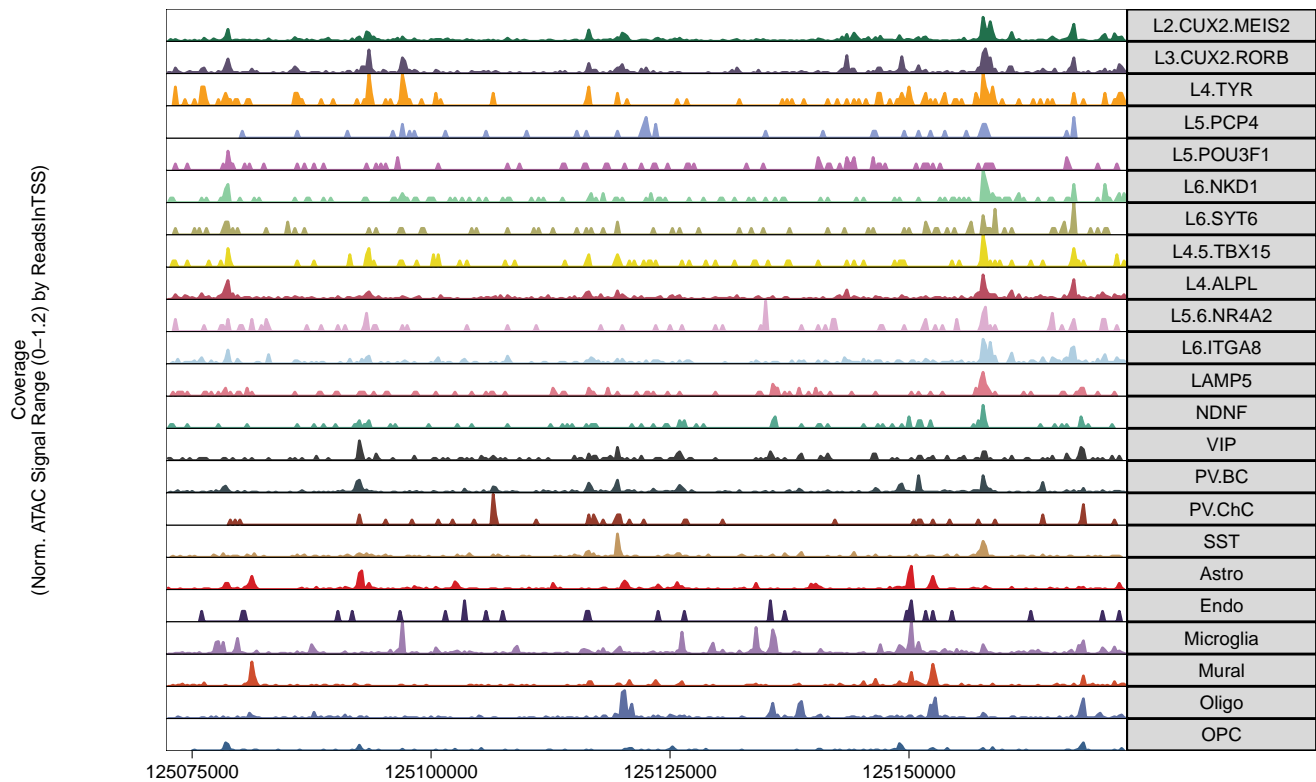 Coverage
(Norm. ATAC Signal Range (0−1.2) by ReadsInTSS)
L2.CUX2.MEIS2
L3.CUX2.RORB
L4.TYR
L5.PCP4
L5.POU3F1
L6.NKD1
L6.SYT6
L4.5.TBX15
L4.ALPL
L5.6.NR4A2
L6.ITGA8
LAMP5
NDNF
VIP
PV.BC
PV.ChC
SST
Astro
Endo
Microglia
Mural
Oligo
OPC
125075000 125100000 125125000 125150000